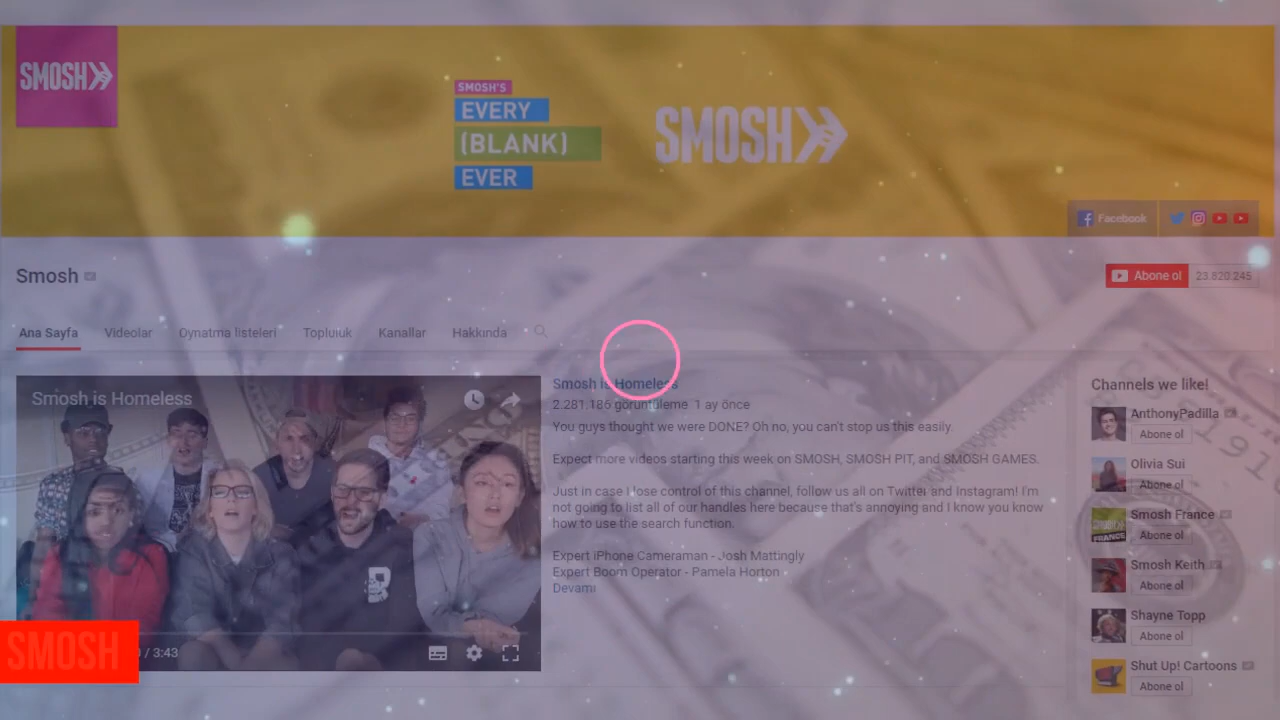 SMOSH
SMOSH'S
EVERY
(BLANK)
EVER
SMOSH
Facebook
Smosh
Abone ol 23.820.245
Ana Sayfa Videolar Oynatma listeleri Topluluk Kanallar Hakkında
Smosh is Homeless
Smosh is Homeless
2.281.186 görüntüleme 1 ay önce
You guys thought we were DONE? Oh no, you can't stop us this easily.
Expect more videos starting this week on SMOSH, SMOSH PIT, and SMOSH GAMES.
Just in case I lose control of this channel, follow us all on Twitter and Instagram! I'm
not going to list all of our handles here because that's annoying and I know you know
how to use the search function.
Expert iPhone Cameraman - Josh Mattingly
Expert Boom Operator - Pamela Horton
Devamı
/ 3:43
SMOSH
Channels we like!
AnthonyPadilla
Abone ol
Olivia Sui
Abone ol
Smosh France
Abone ol
Smosh Keith
Abone ol
Shayne Topp
Abone ol
Shut Up! Cartoons
Abone ol